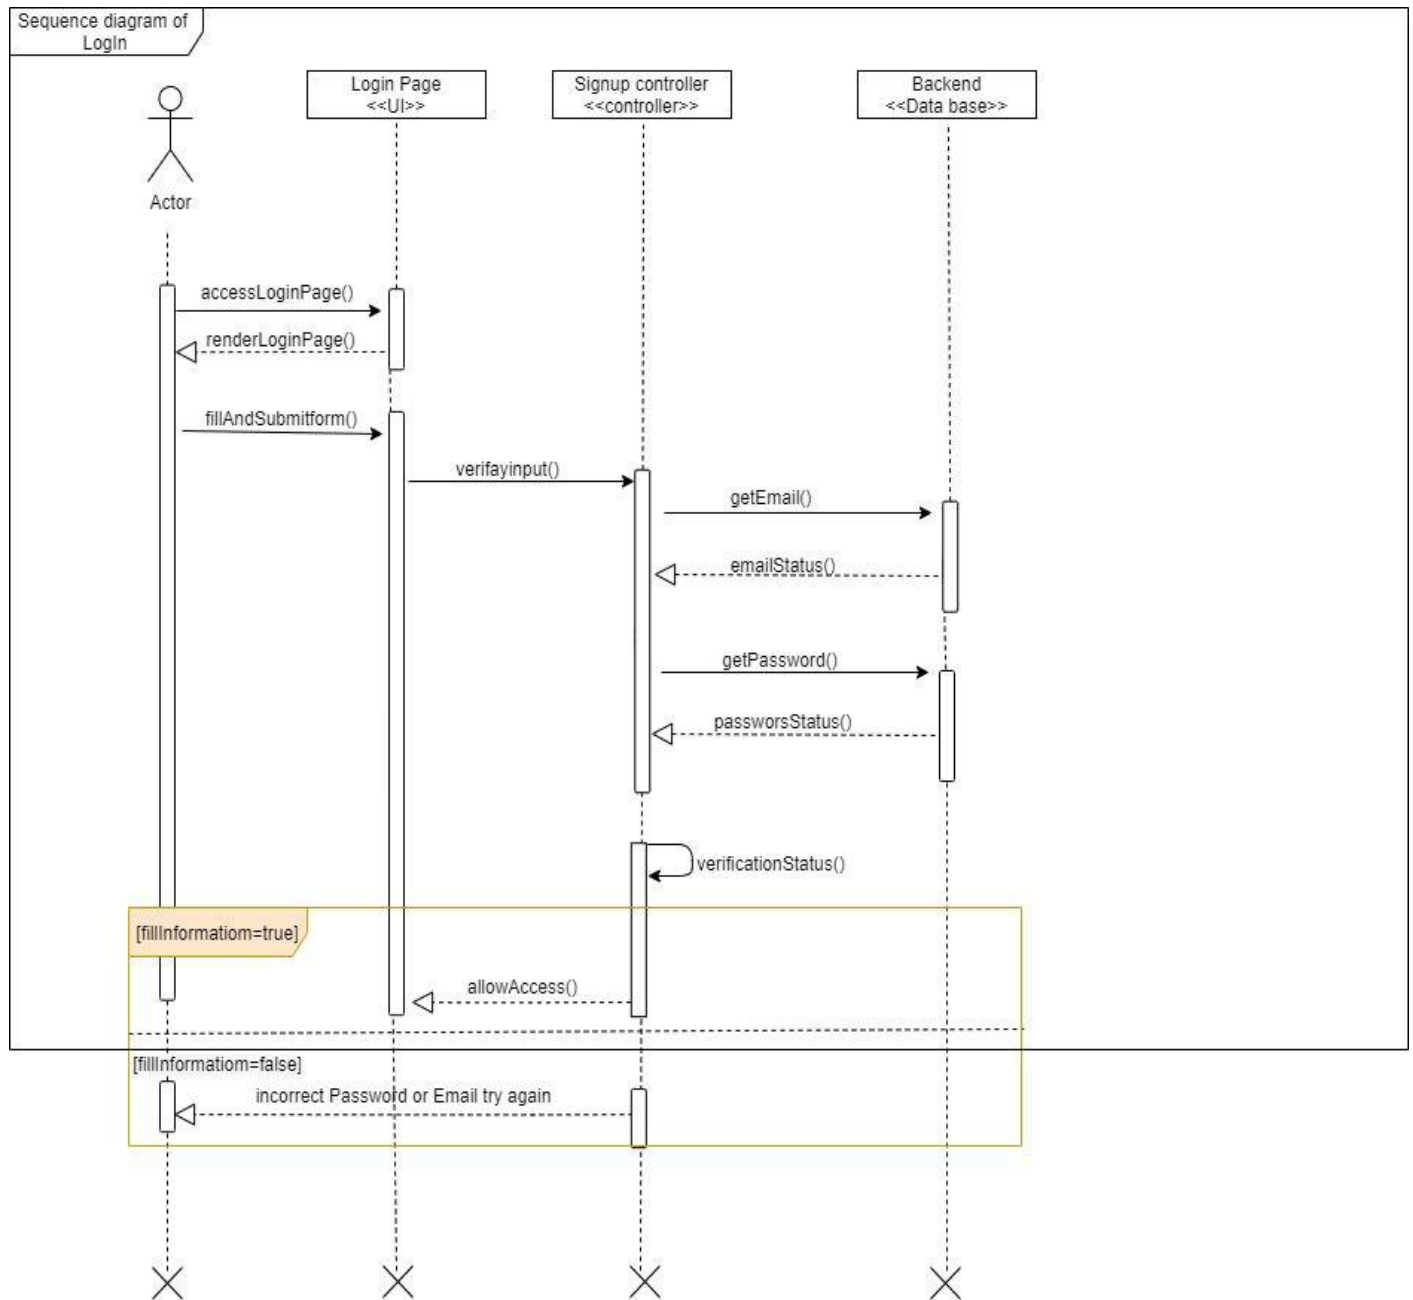 Sequence diagram of
LogIn
Login Page
<<UI>>
Signup controller
<<controller>>
Backend
<<Data base>>
Actor
accessLoginPage()
renderLoginPage()
fillAndSubmitform()
verifayinput()
getEmail()
emailStatus()
getPassword()
passworsStatus()
verificationStatus()
[fillInformatiom=true]
allowAccess()
[fillInformatiom=false]
incorrect Password or Email try again